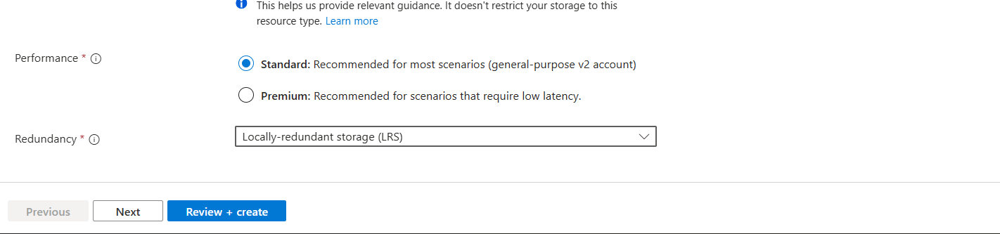 This helps us provide relevant guidance. It doesn't restrict your storage to this
resource type. Learn more
Performance *
Standard: Recommended for most scenarios (general-purpose v2 account)
Premium: Recommended for scenarios that require low latency.
Redundancy *
Locally-redundant storage (LRS)
Previous
Next
Review + create